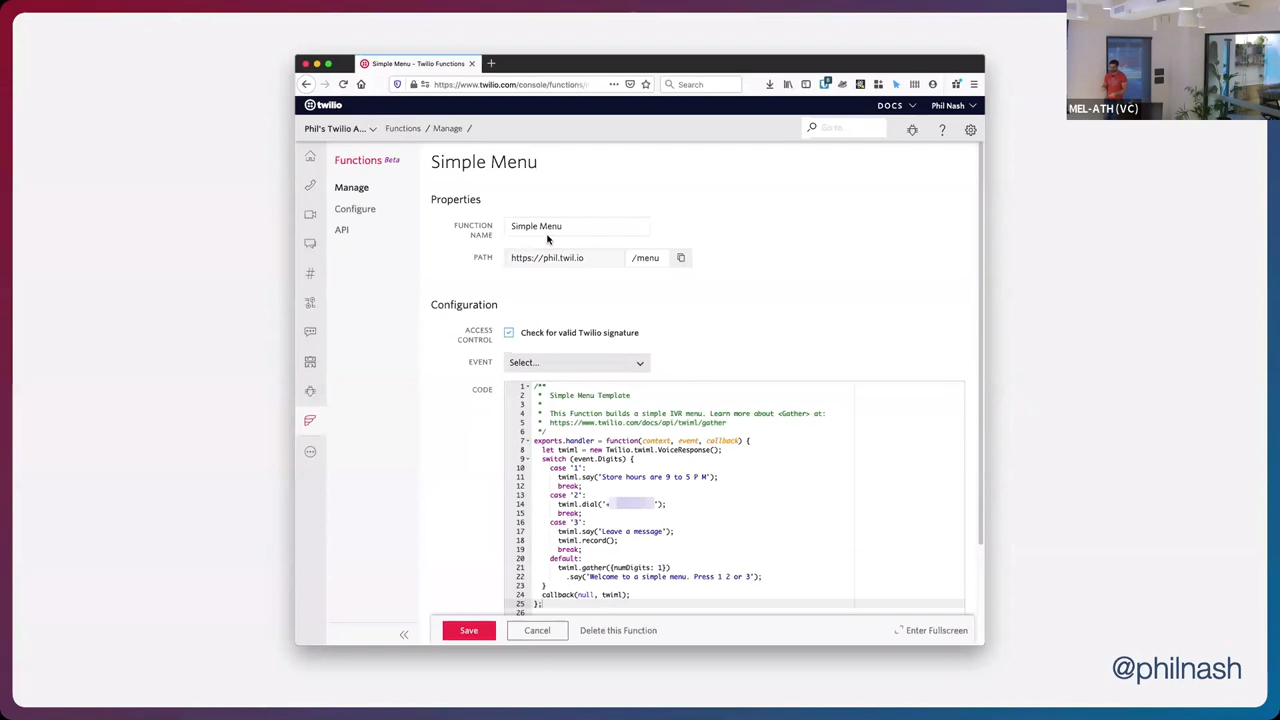 Simple Menu - Twilio Functions
https://www.twilio.com/console/functions/
Search
MEL-ATH (VC)
twilio
DOCS
Phil Nash
Phil's Twilio A...
Functions / Manage /
Go to...
Functions Beta
Manage
Configure
API
Simple Menu
Properties
FUNCTION NAME
Simple Menu
PATH
https://phil.twil.io
/menu
Configuration
ACCESS CONTROL
Check for valid Twilio signature
EVENT
Select...
CODE
1 /**
2 * Simple Menu Template
3 *
4 * This Function builds a simple IVR menu. Learn more about <Gather> at:
5 * https://www.twilio.com/docs/api/twiml/gather
6 */
7 exports.handler = function(context, event, callback) {
8 let twiml = new Twilio.twiml.VoiceResponse();
9 switch (event.Digits) {
10 case '1':
11 twiml.say('Store hours are 9 to 5 P M');
12 break;
13 case '2':
14 twiml.dial('+ ');
15 break;
16 case '3':
17 twiml.say('Leave a message');
18 twiml.record();
19 break;
20 default:
21 twiml.gather({numDigits: 1})
22 .say('Welcome to a simple menu. Press 1 2 or 3');
23 }
24 callback(null, twiml);
25 };
26
Save
Cancel
Delete this Function
Enter Fullscreen
@philnash